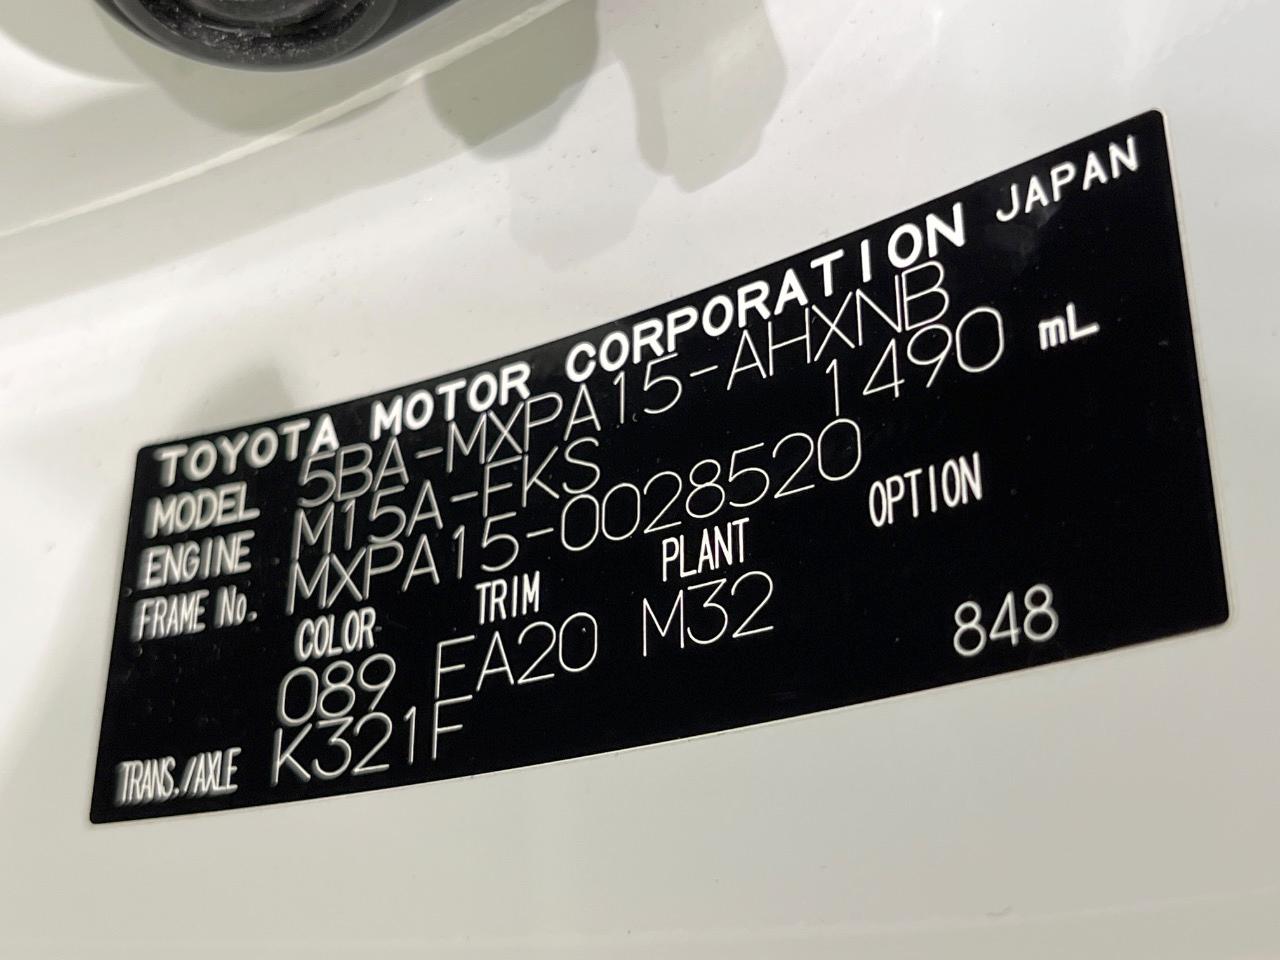 TOYOTA MOTOR CORPORATION JAPAN
MODEL 5BA-MXPA15-AHXNB
ENGINE M15A-FKS 1490 mL
FRAME No. MXPA15-0028520
COLOR TRIM PLANT OPTION
089 EA20 M32 848
TRANS./AXLE K321F